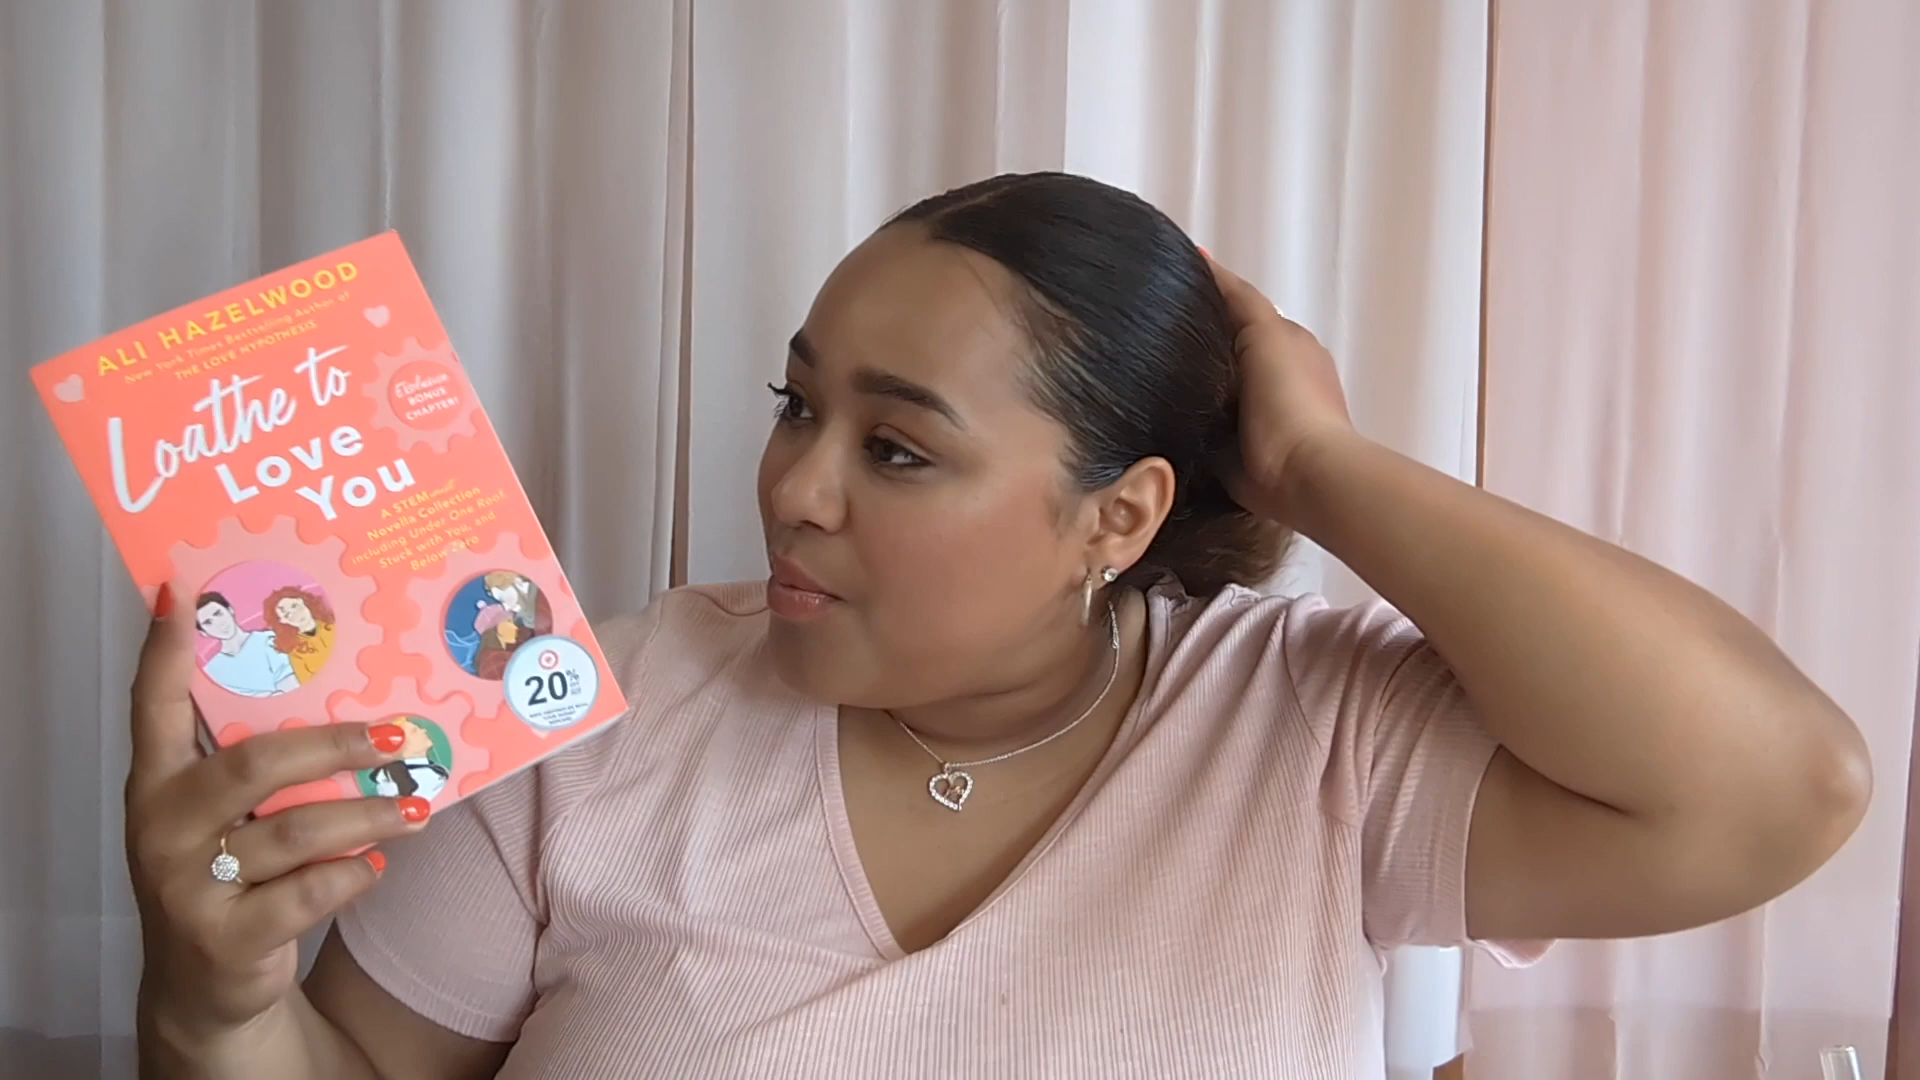 ALI HAZELWOOD
New York Times Bestselling Author of
THE LOVE HYPOTHESIS
Loathe to
Love
You
Exclusive
BONUS
CHAPTER!
A STEMinist
Novella Collection
including Under One Roof,
Stuck with You, and
Below Zero
20%